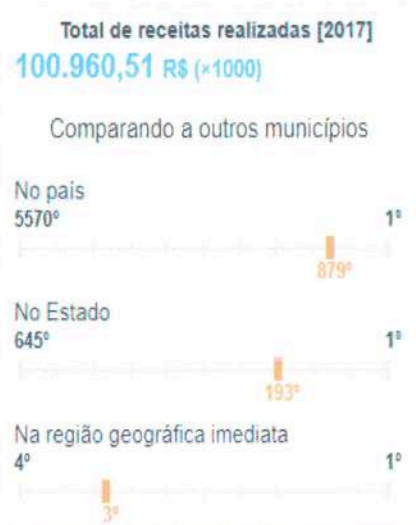 Total de receitas realizadas [2017]
100.960,51 R$ (×1000)
Comparando a outros municípios
No país
5570º 1º
879º
No Estado
645º 1º
193º
Na região geográfica imediata
4º 1º
3º